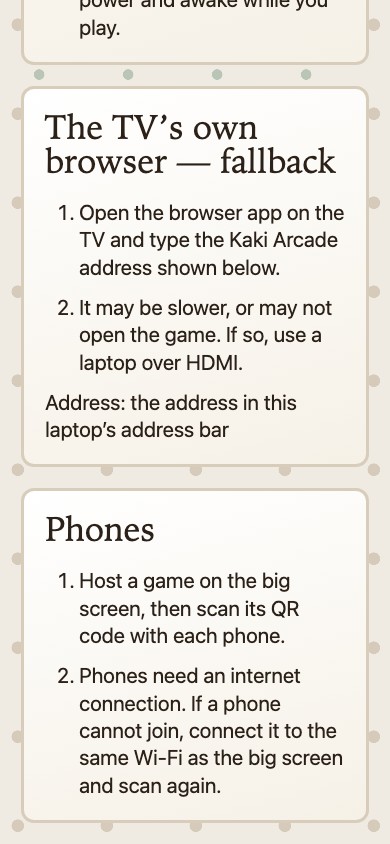 power and awake while you
play.
The TV’s own
browser — fallback
1. Open the browser app on the
TV and type the Kaki Arcade
address shown below.
2. It may be slower, or may not
open the game. If so, use a
laptop over HDMI.
Address: the address in this
laptop’s address bar
Phones
1. Host a game on the big
screen, then scan its QR
code with each phone.
2. Phones need an internet
connection. If a phone
cannot join, connect it to the
same Wi-Fi as the big screen
and scan again.